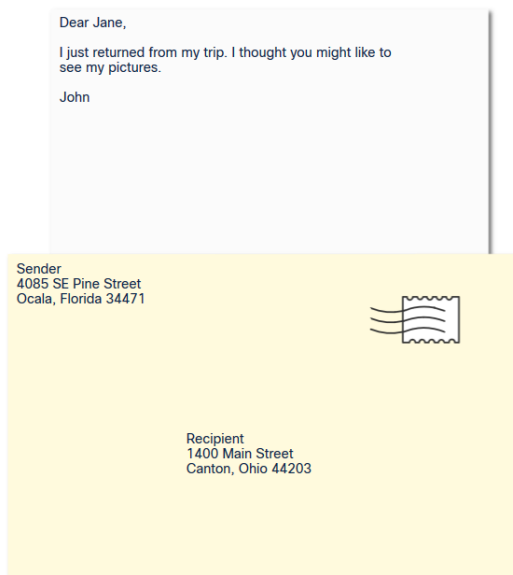 Dear Jane,
I just returned from my trip. I thought you might like to
see my pictures.
John
Sender
4085 SE Pine Street
Ocala, Florida 34471
Recipient
1400 Main Street
Canton, Ohio 44203